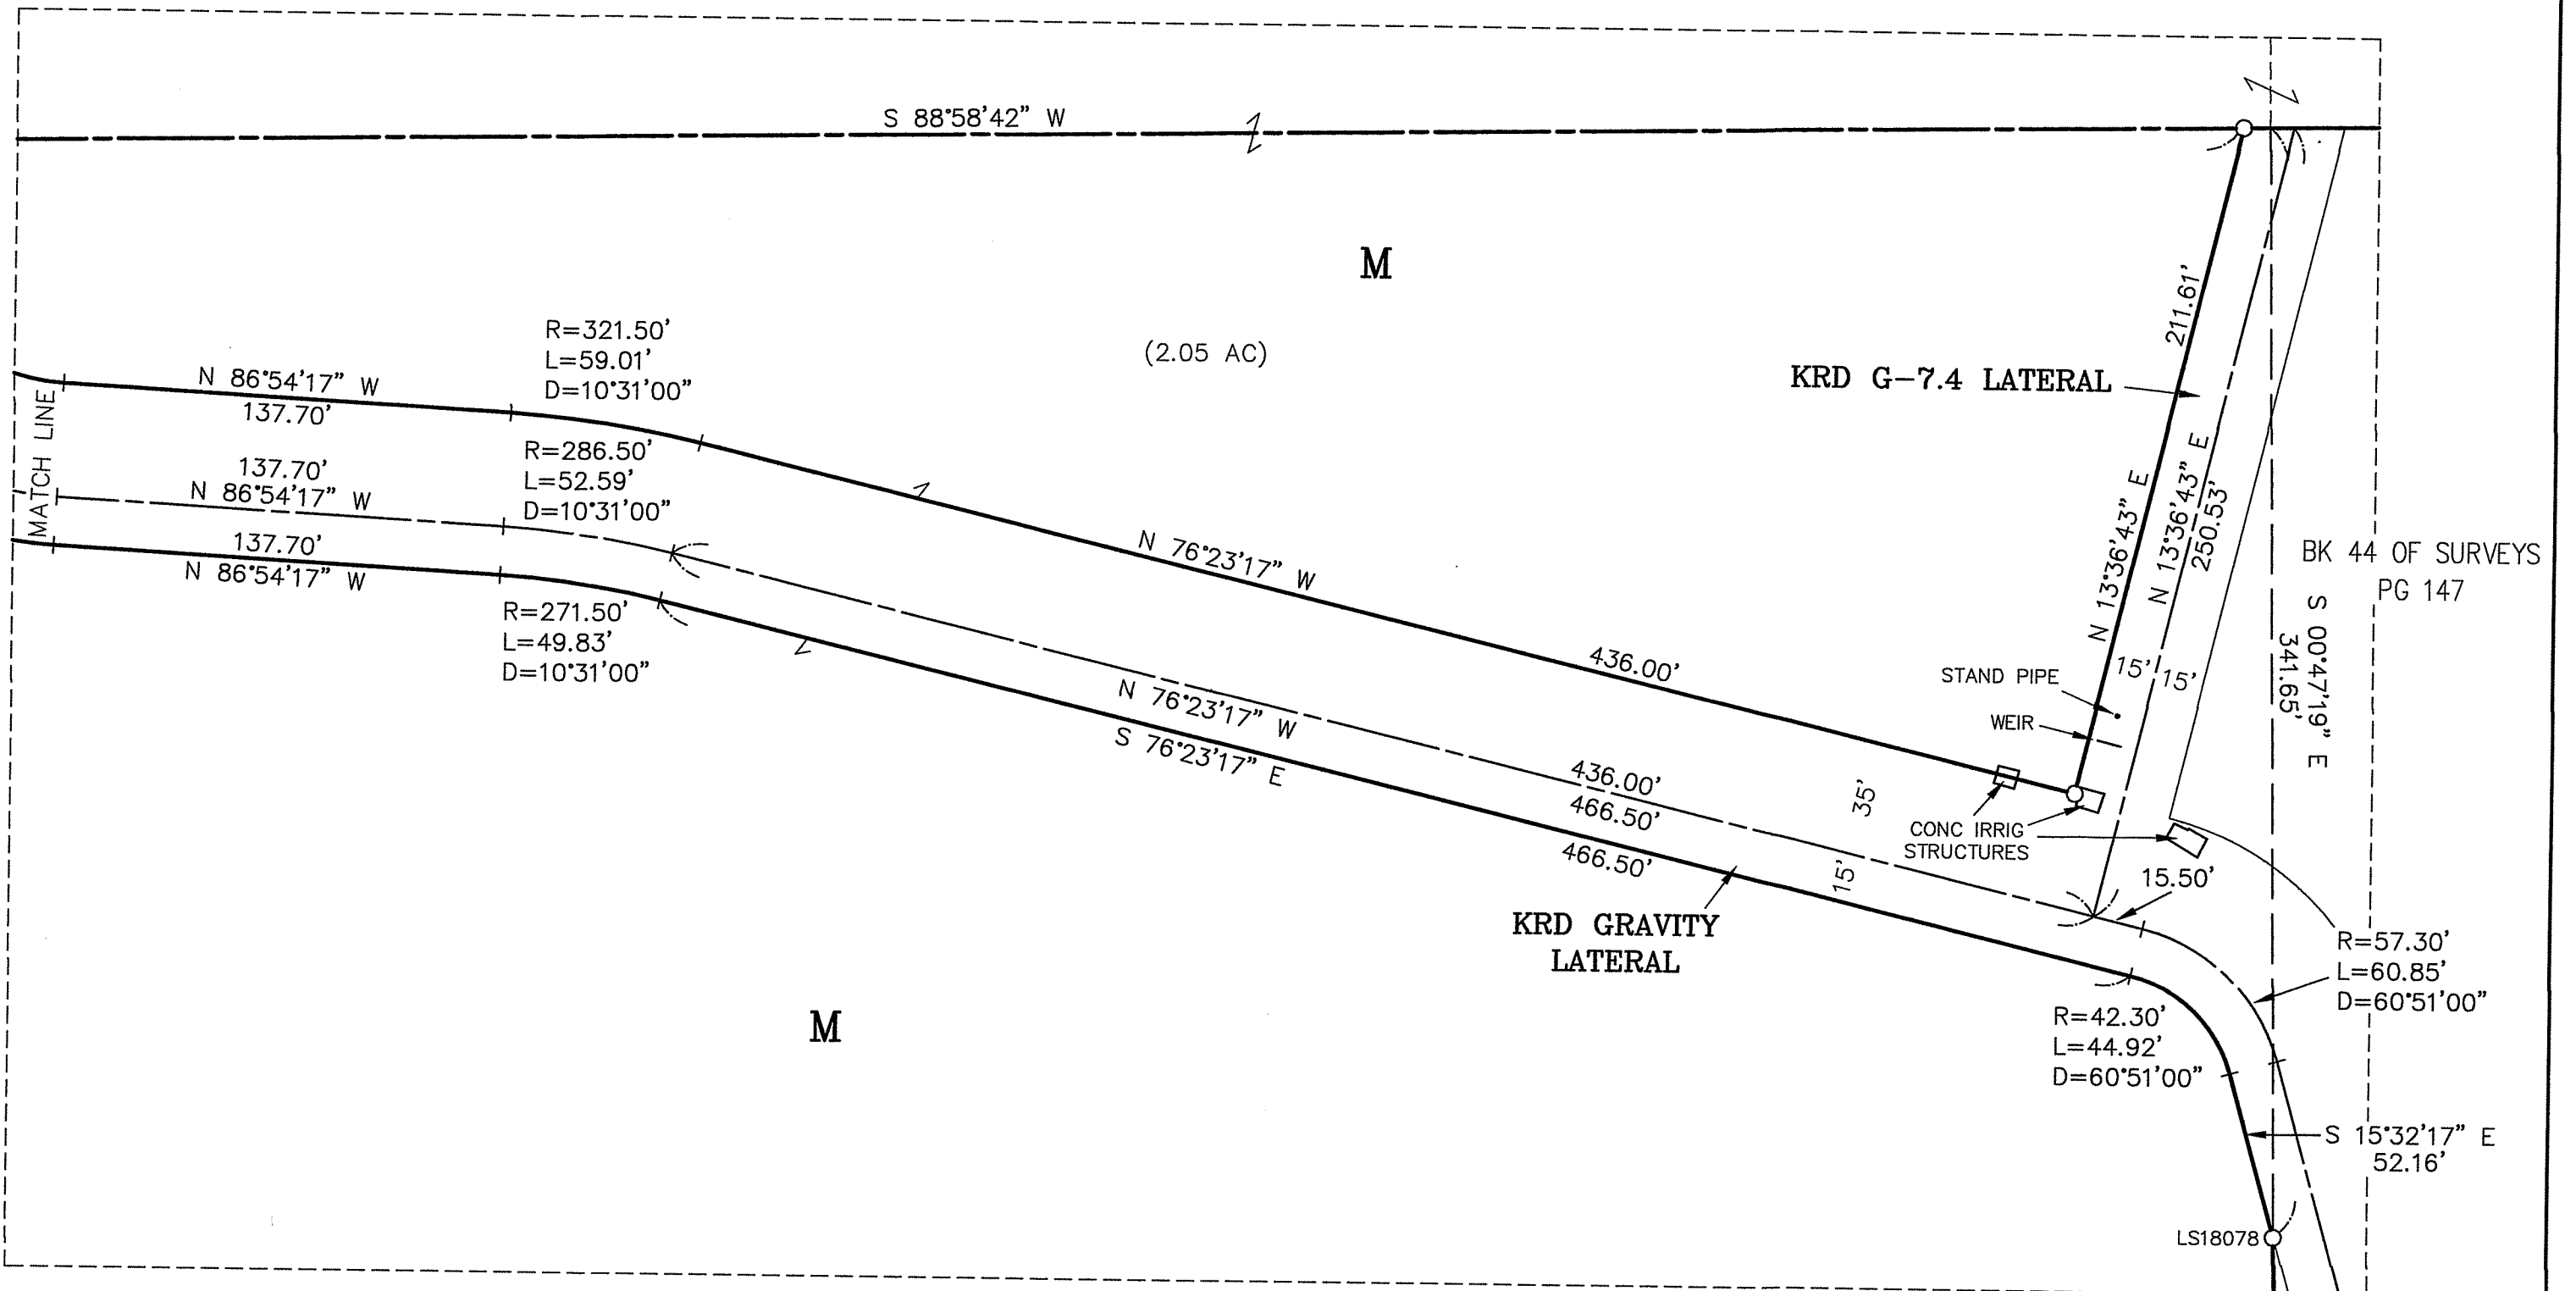 S 88°58'42" W
M
(2.05 AC)
R=321.50'
L=59.01'
D=10°31'00"
N 86°54'17" W
137.70'
MATCH LINE
R=286.50'
L=52.59'
D=10°31'00"
137.70'
N 86°54'17" W
137.70'
N 86°54'17" W
R=271.50'
L=49.83'
D=10°31'00"
N 76°23'17" W
436.00'
N 76°23'17" W
436.00'
S 76°23'17" E
466.50'
466.50'
211.61'
KRD G-7.4 LATERAL
N 13°36'43" E
N 13°36'43" E
250.53'
BK 44 OF SURVEYS
PG 147
S 00°47'19" E
341.65'
15'
15'
STAND PIPE
WEIR
35'
15'
CONC IRRIG
STRUCTURES
15.50'
KRD GRAVITY
LATERAL
R=57.30'
L=60.85'
D=60°51'00"
R=42.30'
L=44.92'
D=60°51'00"
M
S 15°32'17" E
52.16'
LS18078